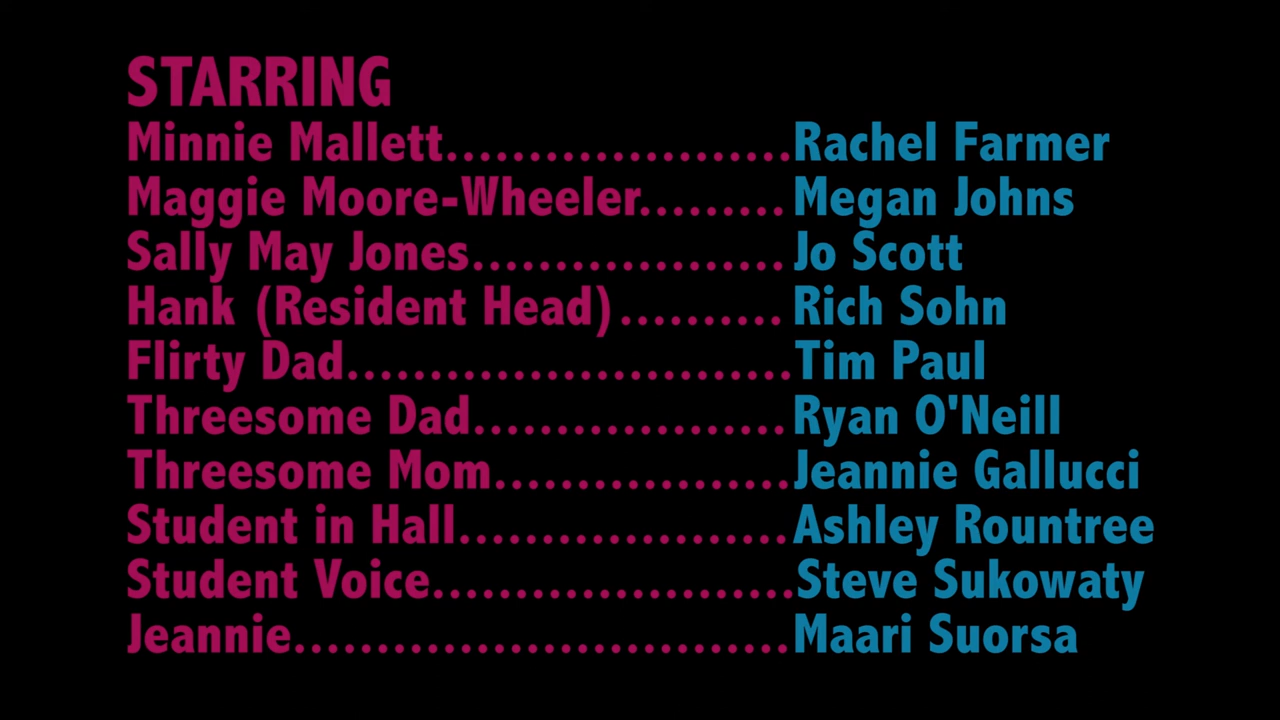 STARRING
Minnie Mallett.....................Rachel Farmer
Maggie Moore-Wheeler......... Megan Johns
Sally May Jones................... Jo Scott
Hank (Resident Head).......... Rich Sohn
Flirty Dad...........................Tim Paul
Threesome Dad................... Ryan O'Neill
Threesome Mom..................Jeannie Gallucci
Student in Hall....................Ashley Rountree
Student Voice......................Steve Sukowaty
Jeannie..............................Maari Suorsa